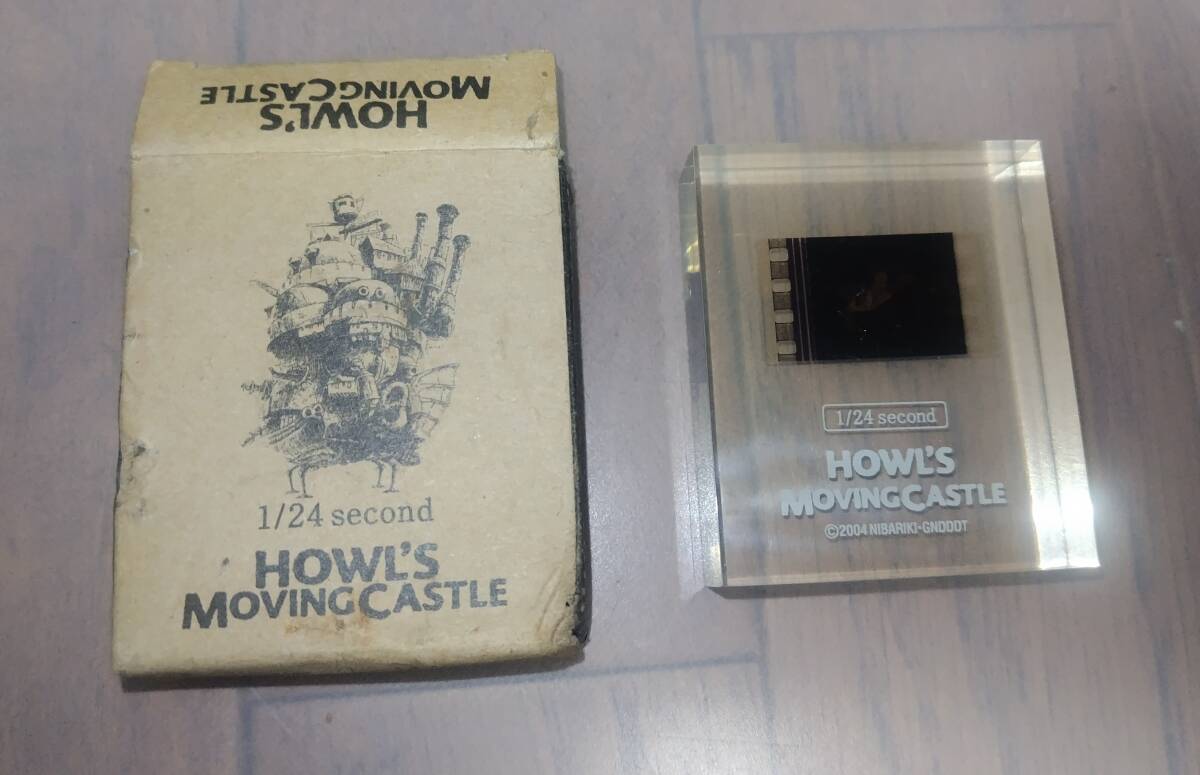 HOWL'S
MOVINGCASTLE
1/24 second
HOWL'S
MOVINGCASTLE
1/24 second
HOWL'S
MOVINGCASTLE
©2004 NIBARIKI·GNDDDT